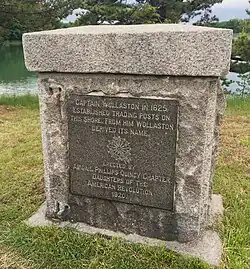 CAPTAIN WOLLASTON IN 1625
ESTABLISHED TRADING POSTS ON
THIS SHORE. FROM HIM WOLLASTON
DERIVED ITS NAME.
ERECTED BY
ABIGAIL PHILLIPS QUINCY CHAPTER
DAUGHTERS OF THE
AMERICAN REVOLUTION
1925